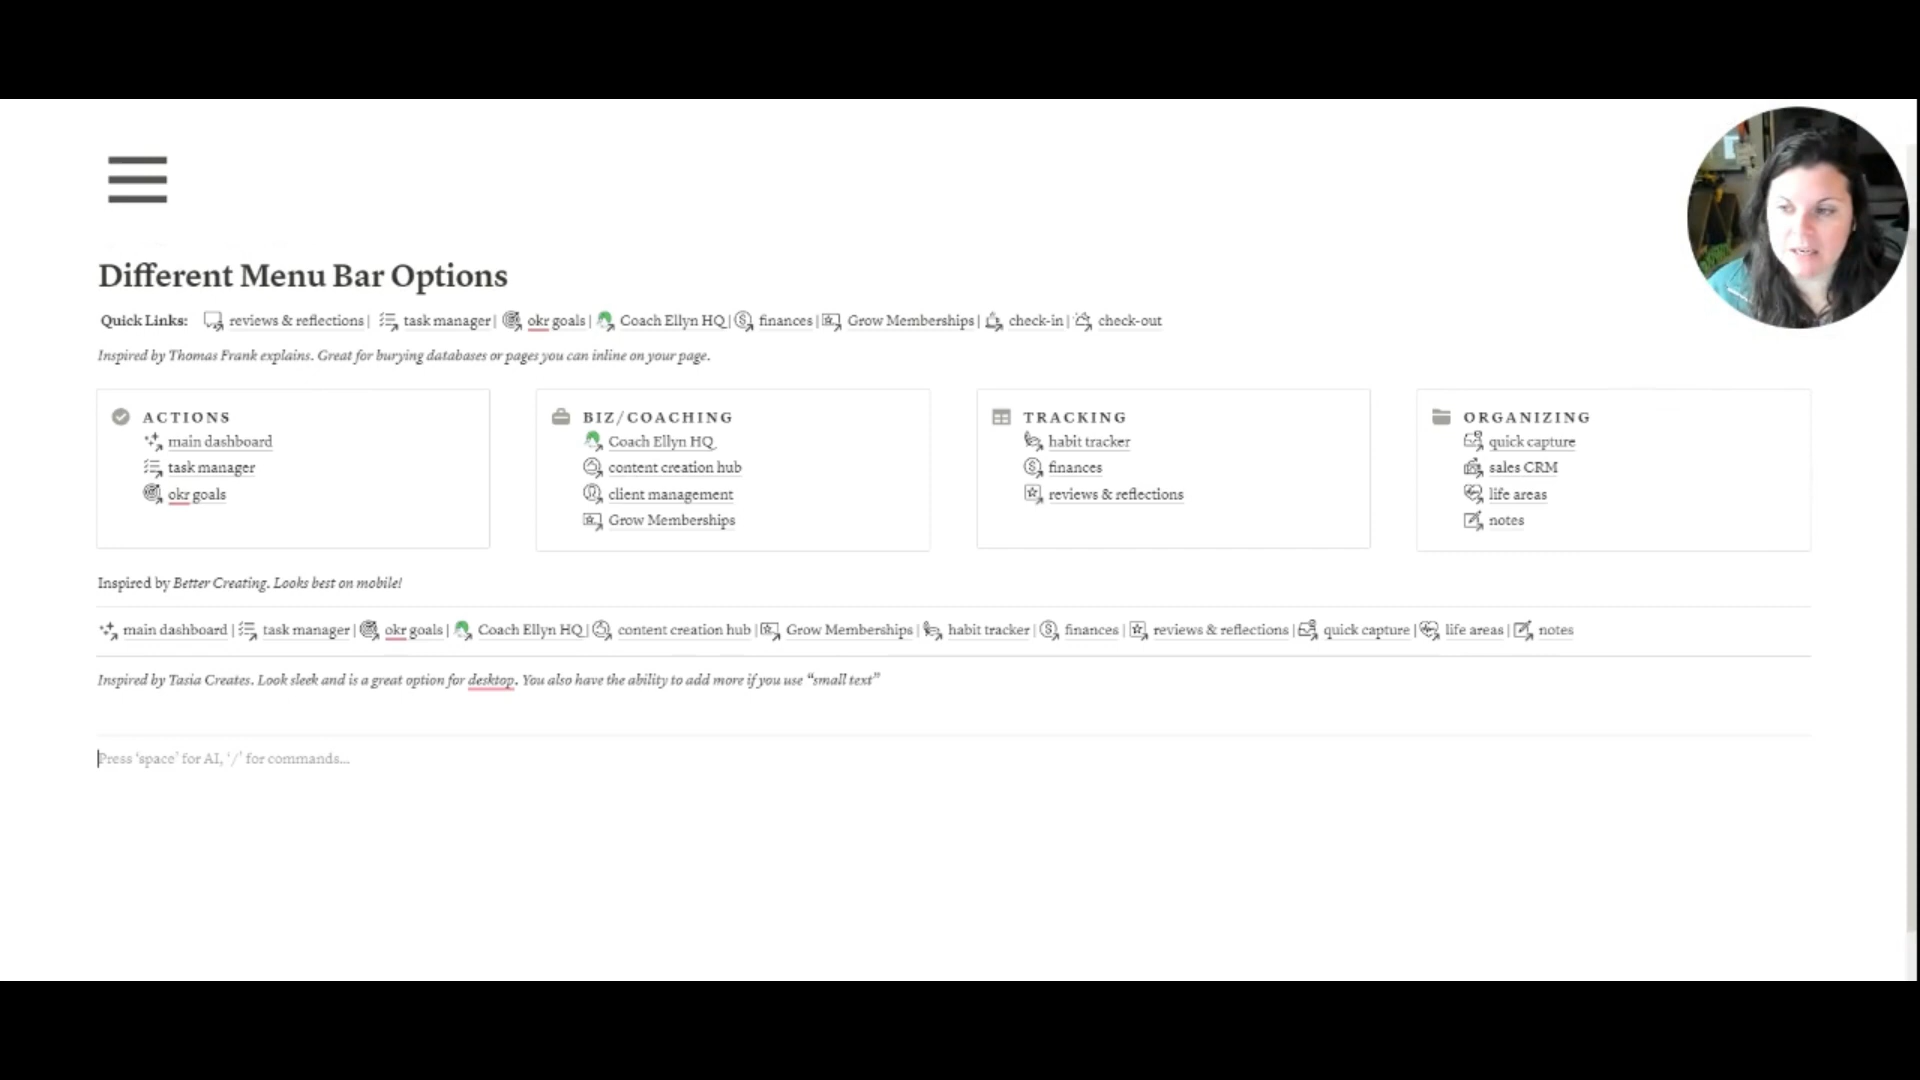 Different Menu Bar Options
Quick Links: reviews & reflections | task manager | okr goals | Coach Ellyn HQ | finances | Grow Memberships | check-in | check-out
Inspired by Thomas Frank explains. Great for burying databases or pages you can inline on your page.
ACTIONS
main dashboard
task manager
okr goals
BIZ/COACHING
Coach Ellyn HQ
content creation hub
client management
Grow Memberships
TRACKING
habit tracker
finances
reviews & reflections
ORGANIZING
quick capture
sales CRM
life areas
notes
Inspired by Better Creating. Looks best on mobile!
main dashboard | task manager | okr goals | Coach Ellyn HQ | content creation hub | Grow Memberships | habit tracker | finances | reviews & reflections | quick capture | life areas | notes
Inspired by Tasia Creates. Look sleek and is a great option for desktop. You also have the ability to add more if you use “small text”
Press ‘space’ for AI, ‘/’ for commands...